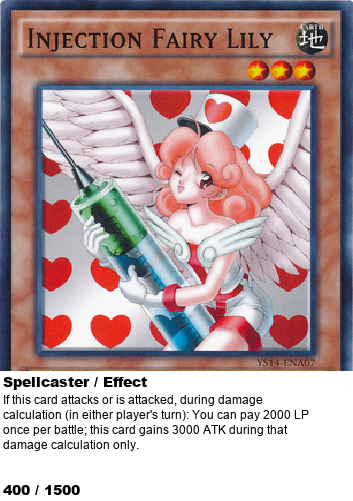 INJECTION FAIRY LILY
EARTH
地
YS14-ENA07
Spellcaster / Effect
If this card attacks or is attacked, during damage
calculation (in either player's turn): You can pay 2000 LP
once per battle; this card gains 3000 ATK during that
damage calculation only.
400 / 1500